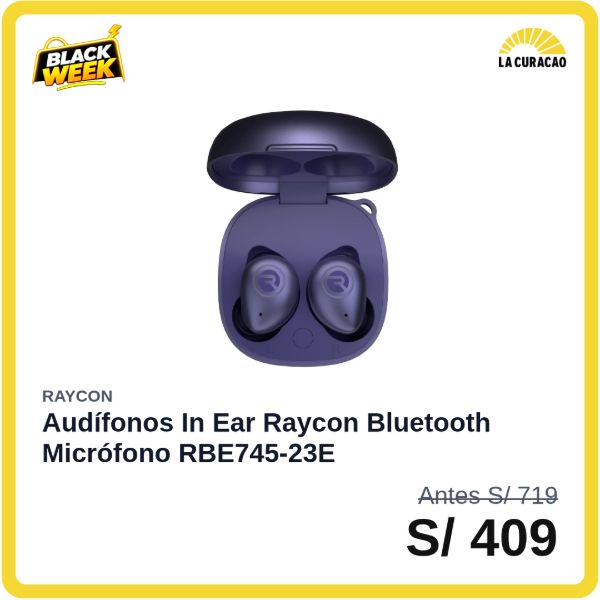 BLACK
WEEK
LA CURACAO
RAYCON
Audífonos In Ear Raycon Bluetooth
Micrófono RBE745-23E
Antes S/ 719
S/ 409